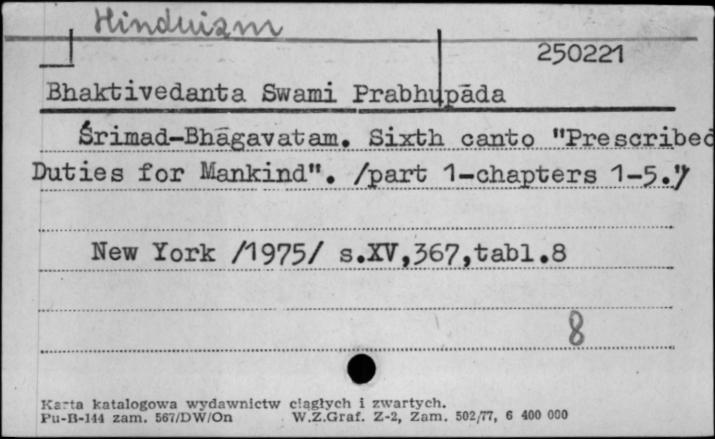 Hinduizm
250221
Bhaktivedanta Swami Prabhupāda
Śrimad-Bhāgavatam. Sixth canto "Prescribed
Duties for Mankind". /part 1-chapters 1-5."/
New York /1975/ s.XV,367,tabl.8
8
Karta katalogowa wydawnictw ciągłych i zwartych.
Pu-B-144 zam. 567/DW/On W.Z.Graf. Z-2, Zam. 502/77, 6 400 000